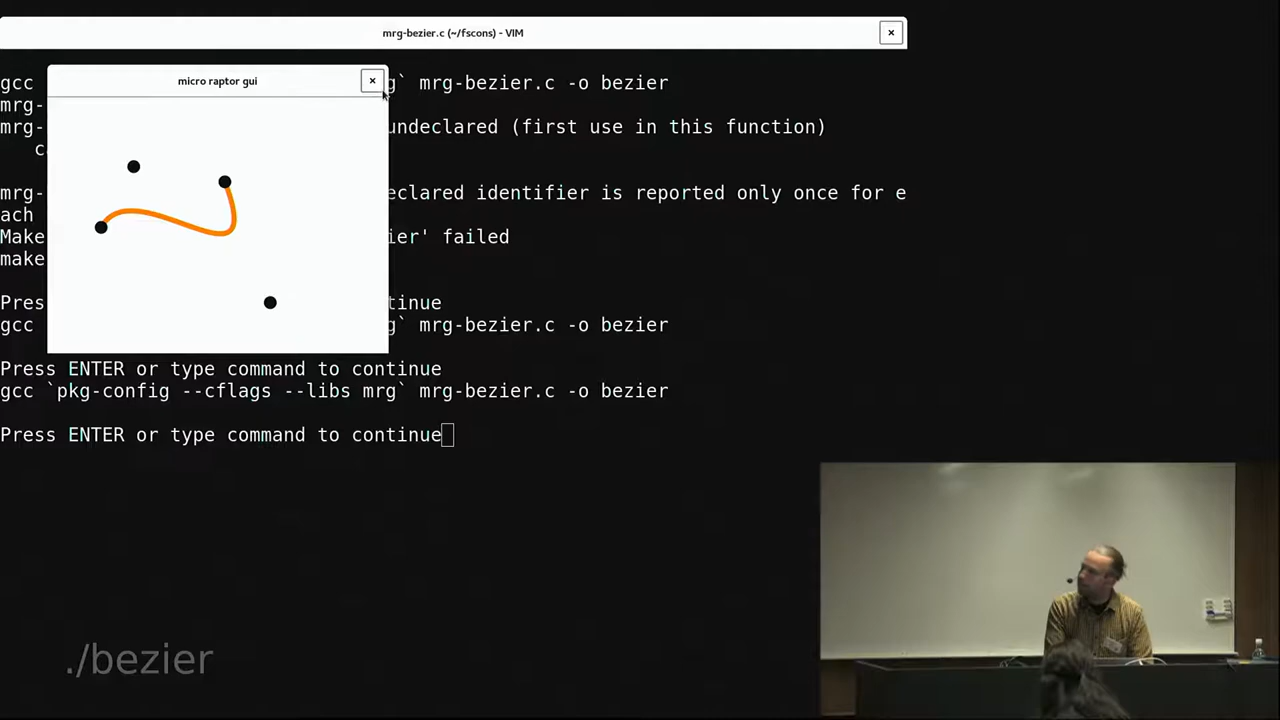 mrg-bezier.c (~/fscons) - VIM
×
micro raptor gui
×
gcc g` mrg-bezier.c -o bezier
mrg-
mrg- undeclared (first use in this function)
mrg- eclared identifier is reported only once for e
ach
Make ier' failed
make
Pres tinue
gcc g` mrg-bezier.c -o bezier
Press ENTER or type command to continue
gcc `pkg-config --cflags --libs mrg` mrg-bezier.c -o bezier
Press ENTER or type command to continue
./bezier